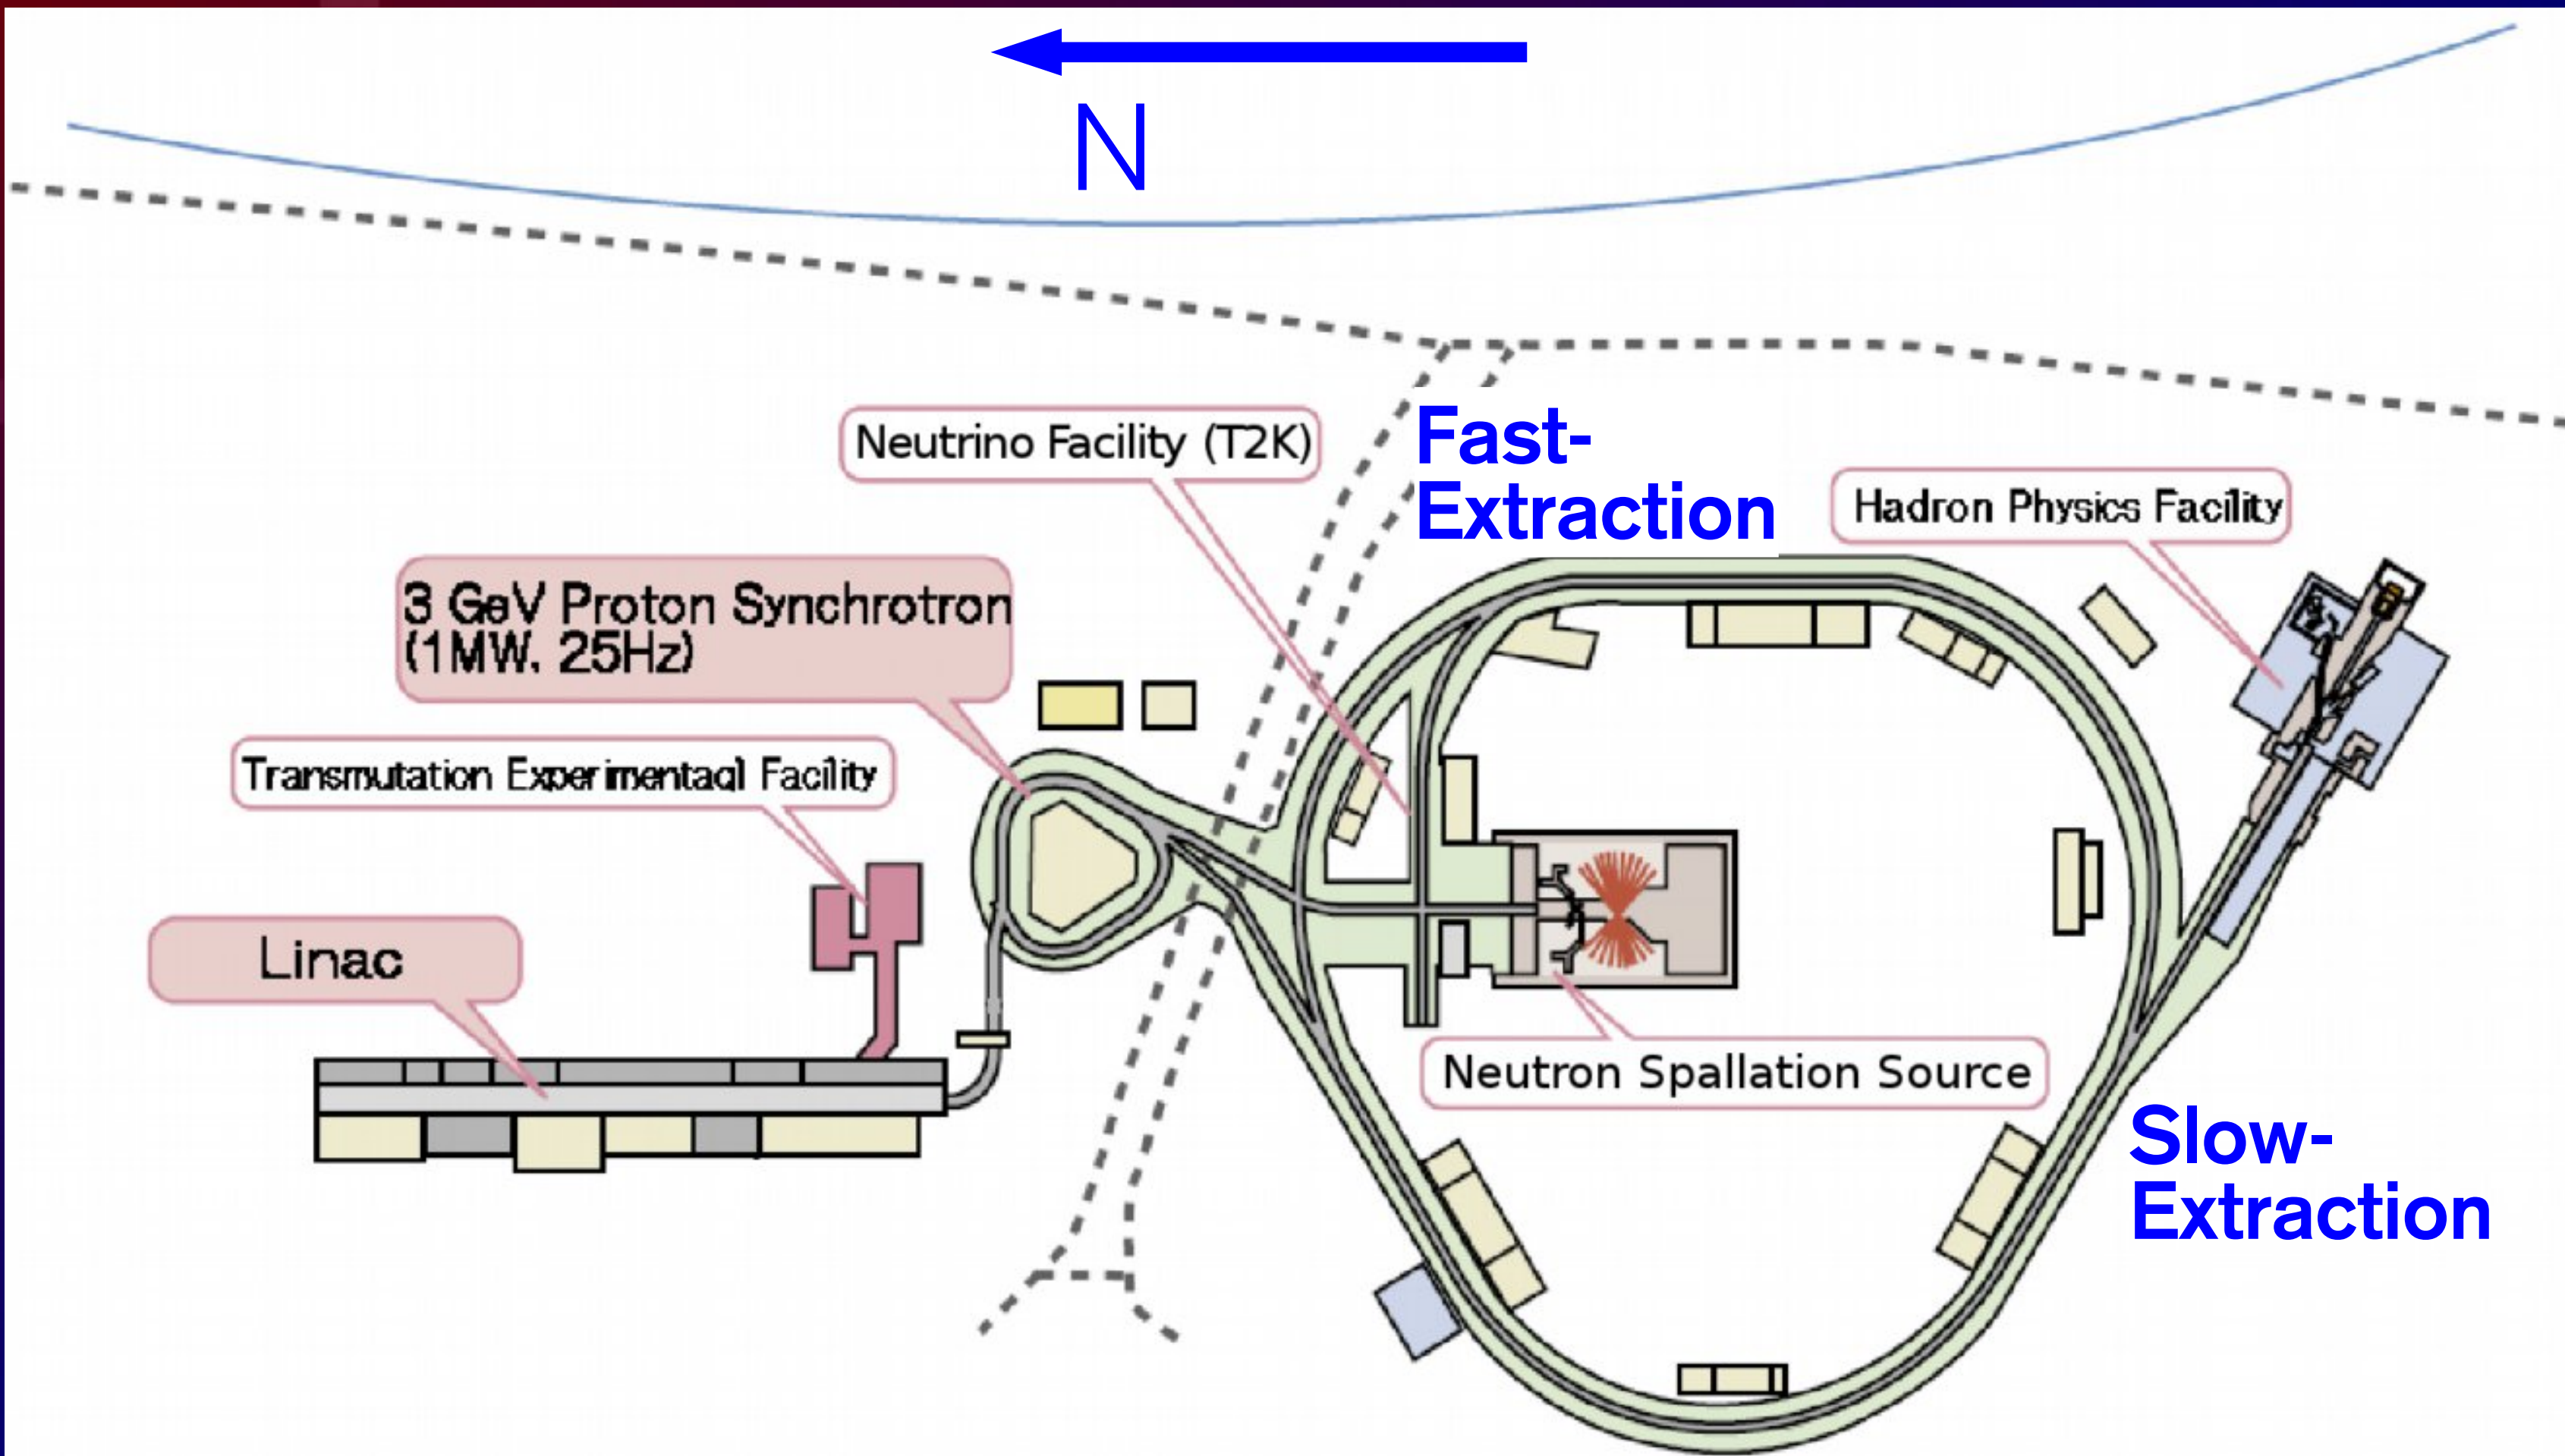 N
Neutrino Facility (T2K)
Fast-
Extraction
Hadron Physics Facility
3 GeV Proton Synchrotron
(1MW, 25Hz)
Transmutation Experimentaql Facility
Linac
Neutron Spallation Source
Slow-
Extraction